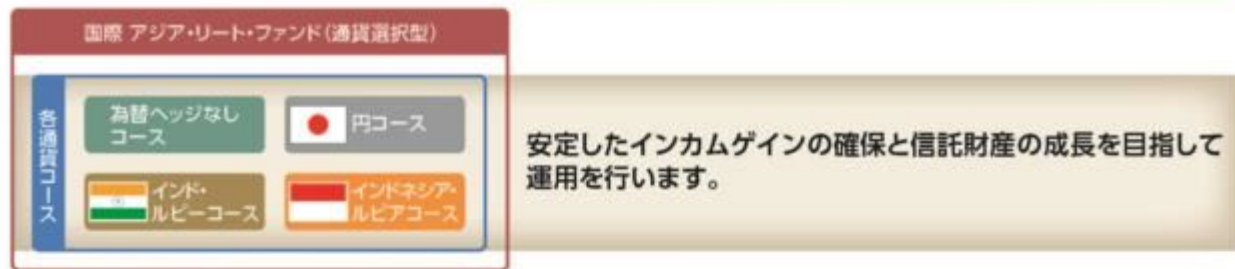 国際 アジア・リート・ファンド(通貨選択型)
各通貨コース
為替ヘッジなし
コース
円コース
インド・
ルピーコース
インドネシア・
ルピアコース
安定したインカムゲインの確保と信託財産の成長を目指して
運用を行います。